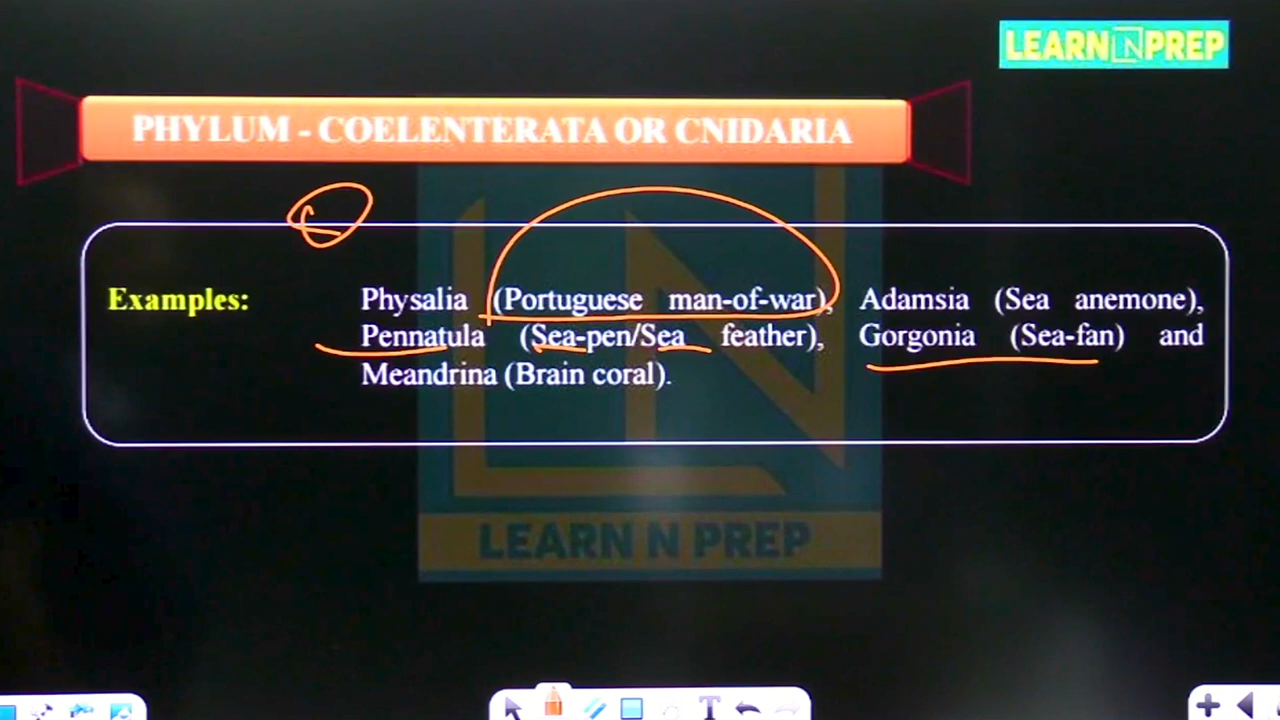 LEARN N PREP
PHYLUM - COELENTERATA OR CNIDARIA
Examples: Physalia (Portuguese man-of-war), Adamsia (Sea anemone),
Pennatula (Sea-pen/Sea feather), Gorgonia (Sea-fan) and
Meandrina (Brain coral).
LEARN N PREP